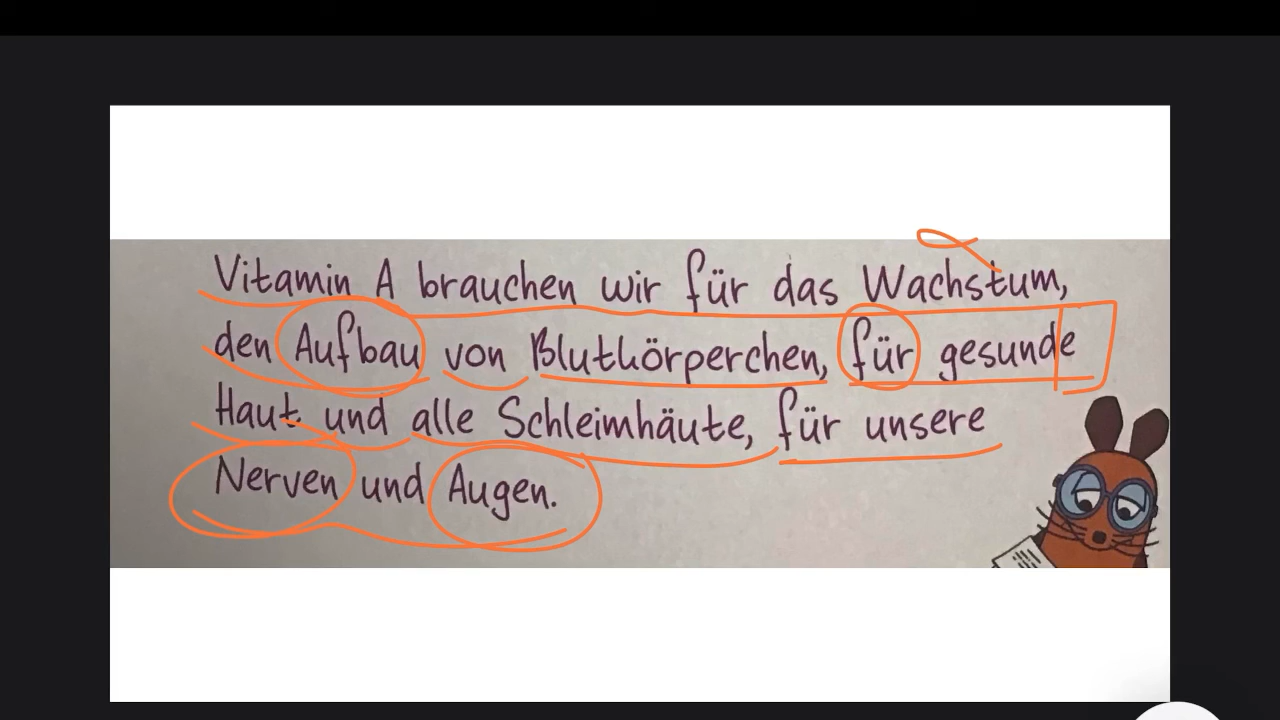 Vitamin A brauchen wir für das Wachstum,
den Aufbau von Blutkörperchen, für gesunde
Haut und alle Schleimhäute, für unsere
Nerven und Augen.